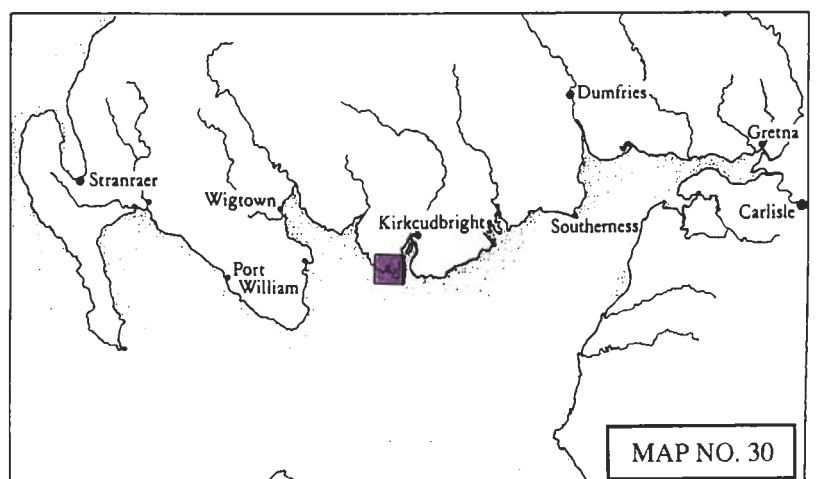 Dumfries
Gretna
Stranraer
Wigtown
Kirkcudbright
Southerness
Carlisle
Port
William
MAP NO. 30